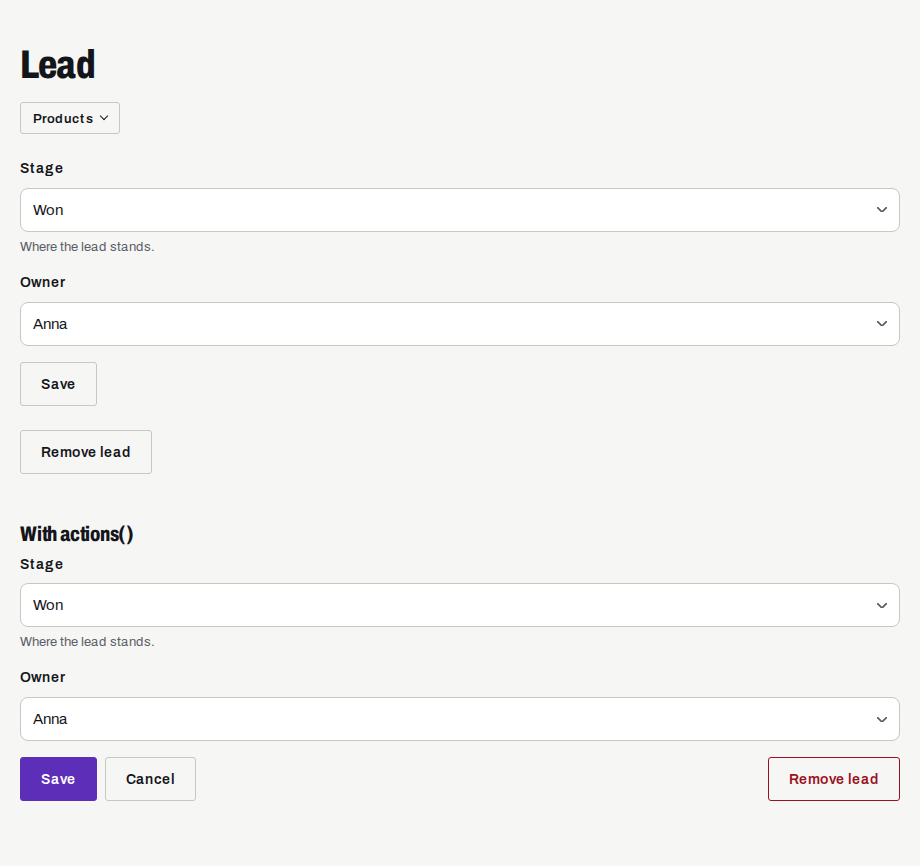 Lead
Products
Stage
Won
Where the lead stands.
Owner
Anna
Save
Remove lead
With actions()
Stage
Won
Where the lead stands.
Owner
Anna
Save Cancel Remove lead